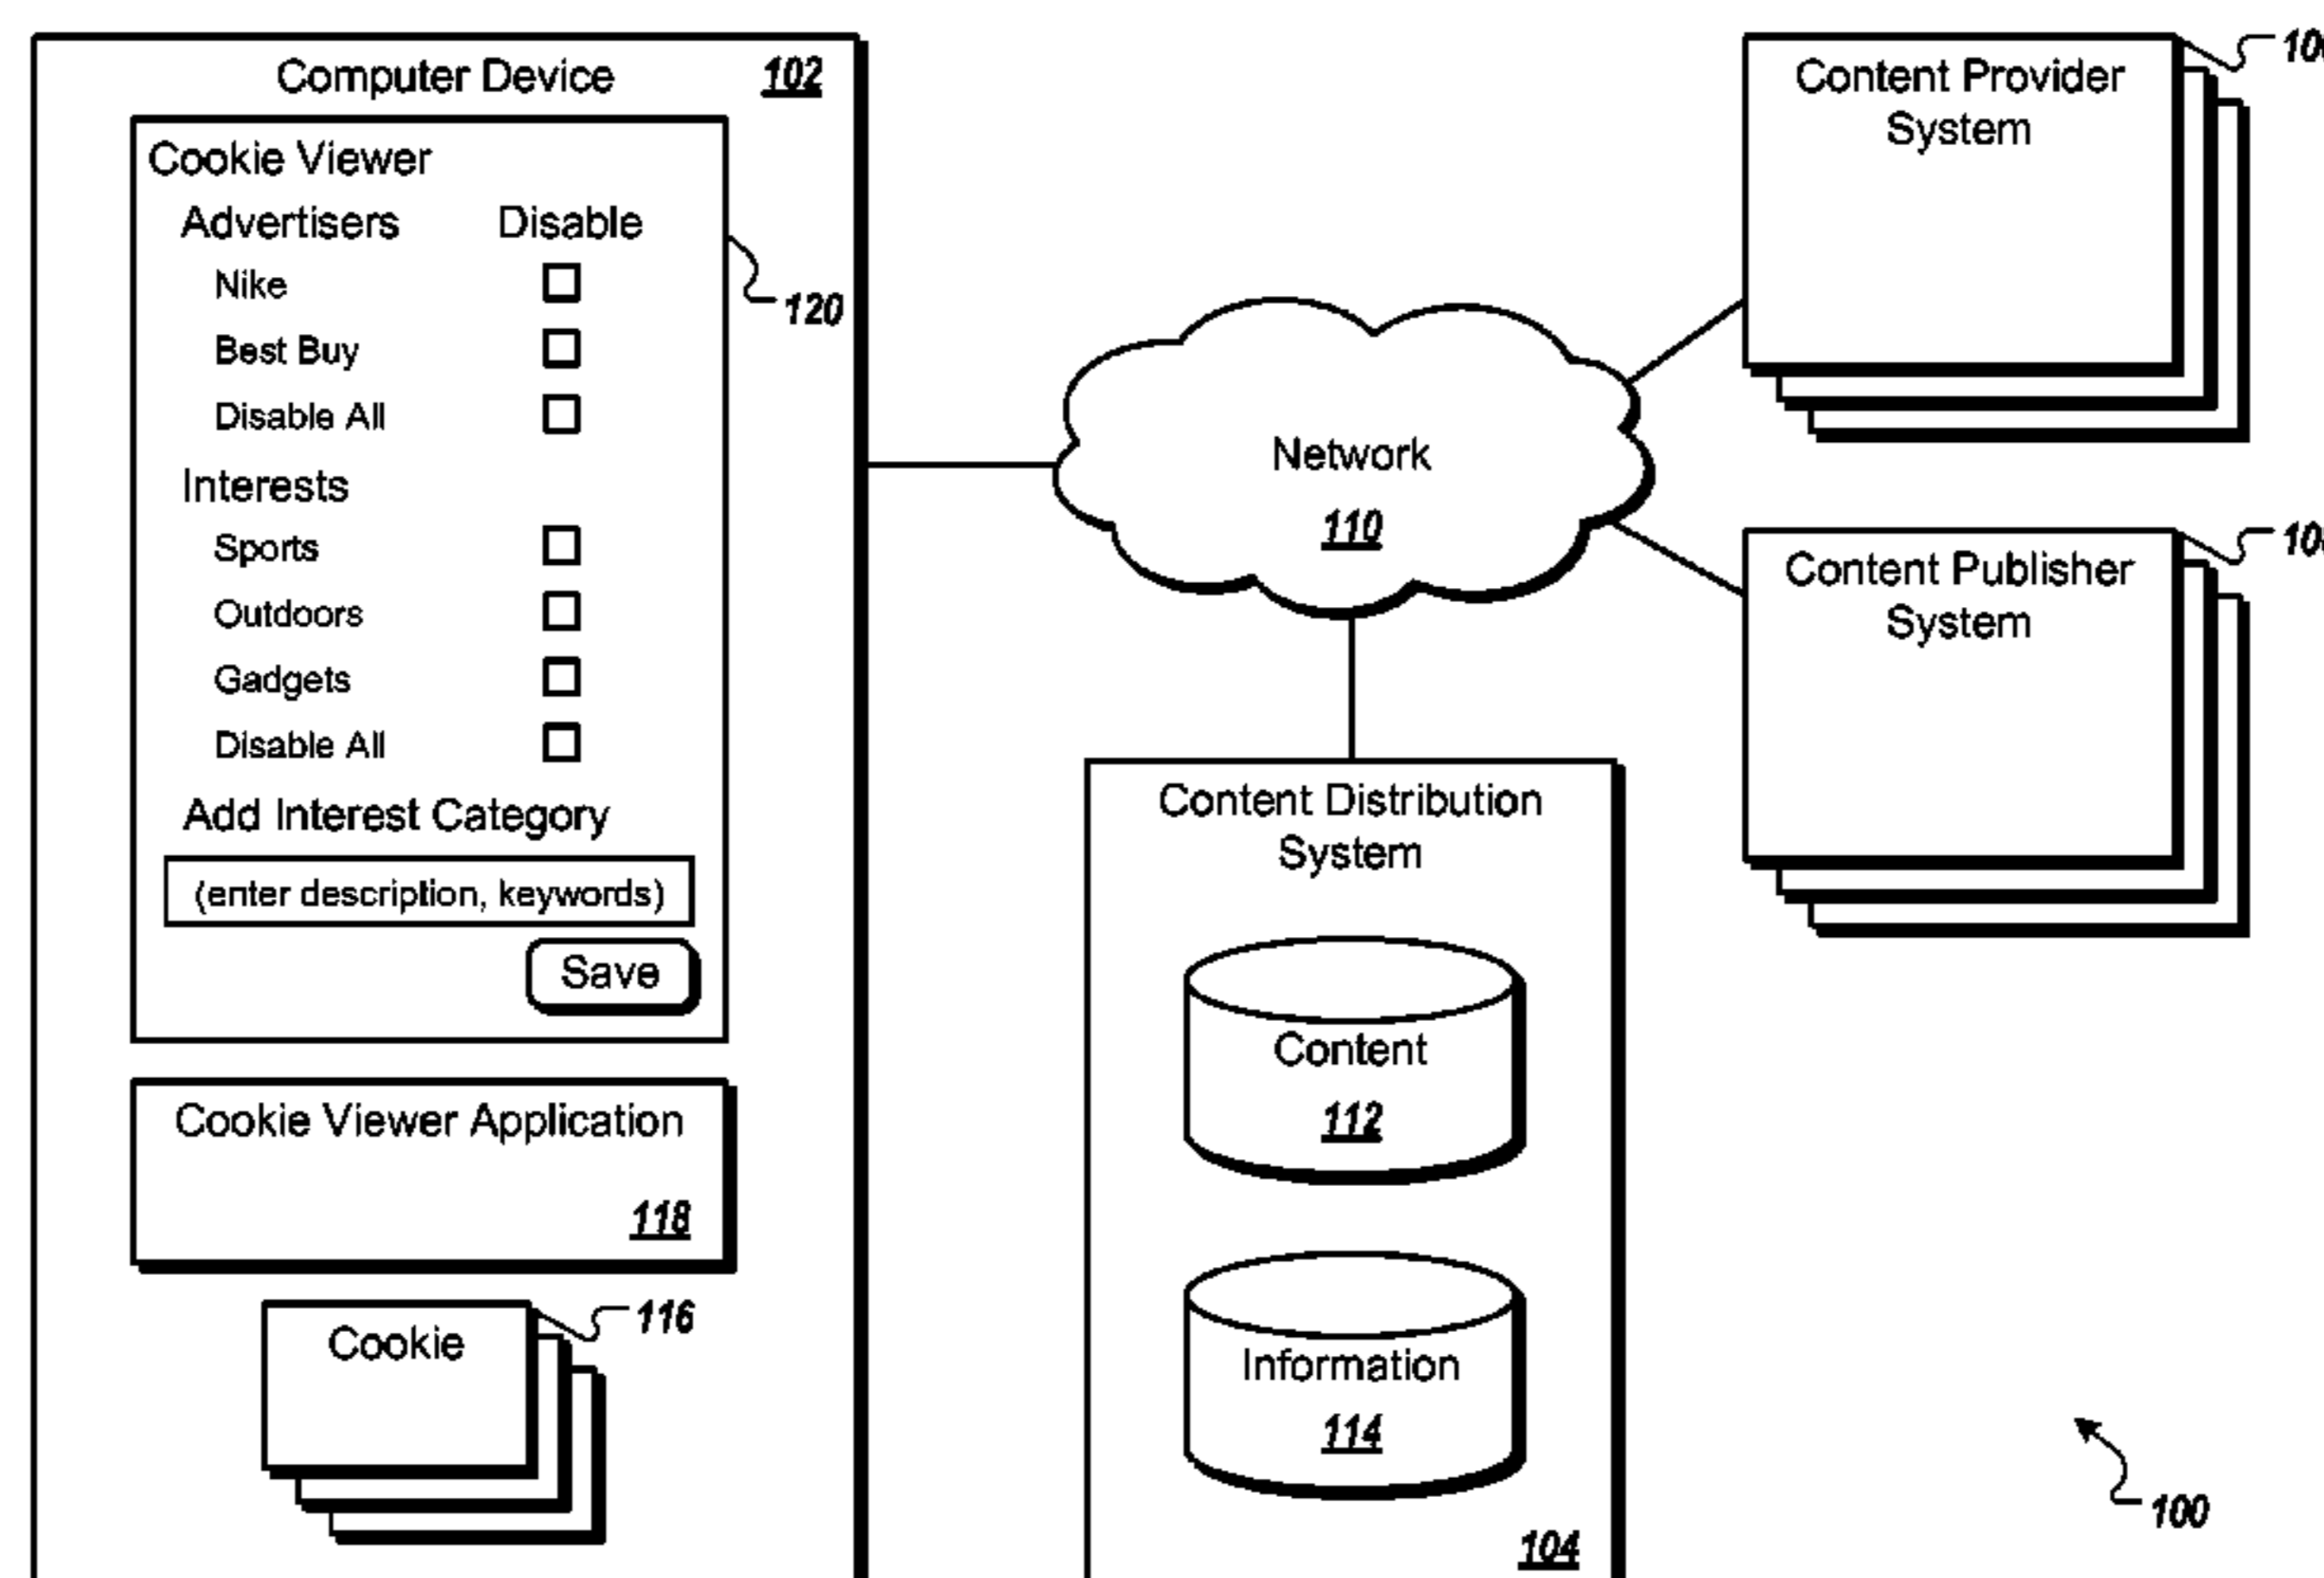 Computer Device 102
Cookie Viewer
Advertisers Disable
Nike
Best Buy
Disable All
Interests
Sports
Outdoors
Gadgets
Disable All
Add Interest Category
(enter description, keywords)
Save
120
Cookie Viewer Application
118
Cookie
116
Network
110
Content Provider
System
Content Publisher
System
Content Distribution
System
Content
112
Information
114
104
100